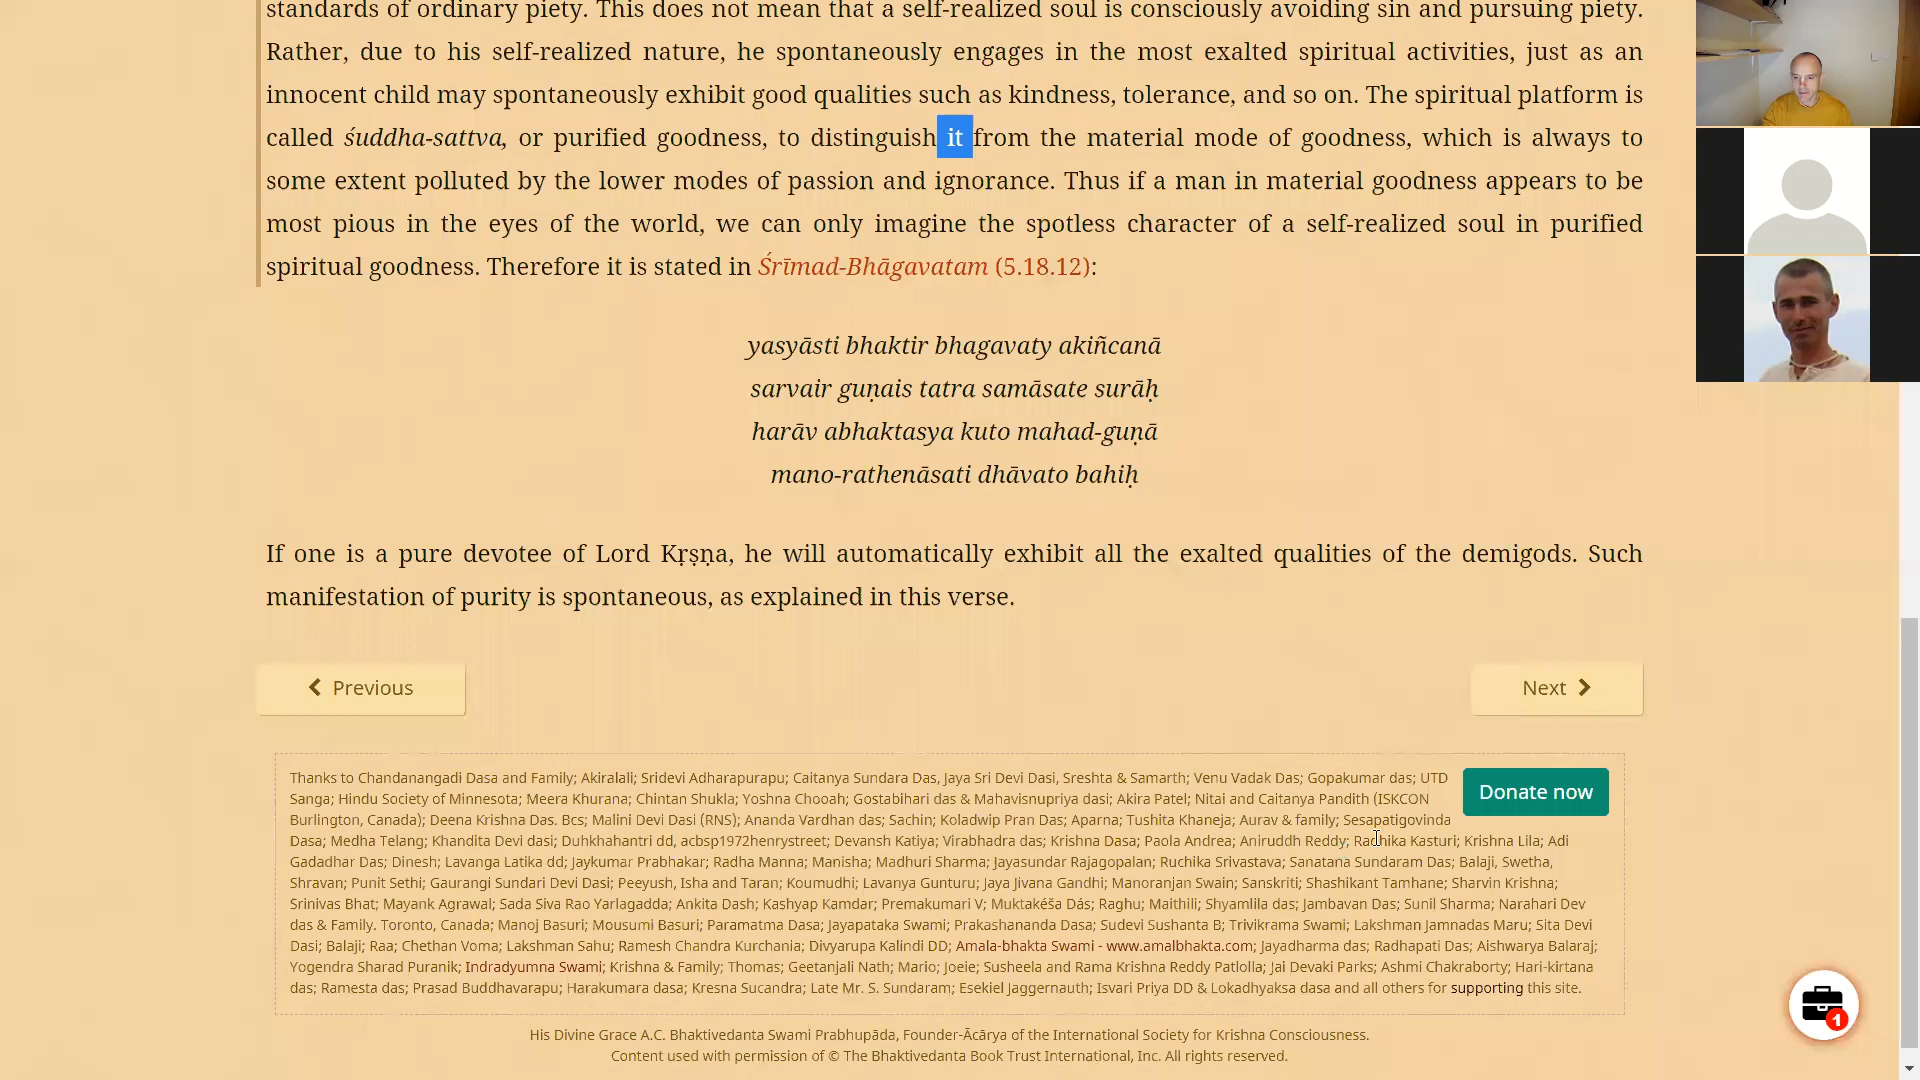 standards of ordinary piety. This does not mean that a self-realized soul is consciously avoiding sin and pursuing piety.
Rather, due to his self-realized nature, he spontaneously engages in the most exalted spiritual activities, just as an
innocent child may spontaneously exhibit good qualities such as kindness, tolerance, and so on. The spiritual platform is
called śuddha-sattva, or purified goodness, to distinguish it from the material mode of goodness, which is always to
some extent polluted by the lower modes of passion and ignorance. Thus if a man in material goodness appears to be
most pious in the eyes of the world, we can only imagine the spotless character of a self-realized soul in purified
spiritual goodness. Therefore it is stated in Śrīmad-Bhāgavatam (5.18.12):
yasyāsti bhaktir bhagavaty akiñcanā
sarvair guṇais tatra samāsate surāḥ
harāv abhaktasya kuto mahad-guṇā
mano-rathenāsati dhāvato bahiḥ
If one is a pure devotee of Lord Kṛṣṇa, he will automatically exhibit all the exalted qualities of the demigods. Such
manifestation of purity is spontaneous, as explained in this verse.
Previous
Next
Thanks to Chandanangadi Dasa and Family; Akiralali; Sridevi Adharapurapu; Caitanya Sundara Das, Jaya Sri Devi Dasi, Sreshta & Samarth; Venu Vadak Das; Gopakumar das; UTD
Sanga; Hindu Society of Minnesota; Meera Khurana; Chintan Shukla; Yoshna Chooah; Gostabihari das & Mahavisnupriya dasi; Akira Patel; Nitai and Caitanya Pandith (ISKCON
Burlington, Canada); Deena Krishna Das. Bcs; Malini Devi Dasi (RNS); Ananda Vardhan das; Sachin; Koladwip Pran Das; Aparna; Tushita Khaneja; Aurav & family; Sesapatigovinda
Dasa; Medha Telang; Khandita Devi dasi; Duhkhahantri dd, acbsp1972henrystreet; Devansh Katiya; Virabhadra das; Krishna Dasa; Paola Andrea; Aniruddh Reddy; Radhika Kasturi; Krishna Lila; Adi
Gadadhar Das; Dinesh; Lavanga Latika dd; Jaykumar Prabhakar; Radha Manna; Manisha; Madhuri Sharma; Jayasundar Rajagopalan; Ruchika Srivastava; Sanatana Sundaram Das; Balaji, Swetha,
Shravan; Punit Sethi; Gaurangi Sundari Devi Dasi; Peeyush, Isha and Taran; Koumudhi; Lavanya Gunturu; Jaya Jivana Gandhi; Manoranjan Swain; Sanskriti; Shashikant Tamhane; Sharvin Krishna;
Srinivas Bhat; Mayank Agrawal; Sada Siva Rao Yarlagadda; Ankita Dash; Kashyap Kamdar; Premakumari V; Muktakéša Dás; Raghu; Maithili; Shyamlila das; Jambavan Das; Sunil Sharma; Narahari Dev
das & Family. Toronto, Canada; Manoj Basuri; Mousumi Basuri; Paramatma Dasa; Jayapataka Swami; Prakashananda Dasa; Sudevi Sushanta B; Trivikrama Swami; Lakshman Jamnadas Maru; Sita Devi
Dasi; Balaji; Raa; Chethan Voma; Lakshman Sahu; Ramesh Chandra Kurchania; Divyarupa Kalindi DD; Amala-bhakta Swami - www.amalbhakta.com; Jayadharma das; Radhapati Das; Aishwarya Balaraj;
Yogendra Sharad Puranik; Indradyumna Swami; Krishna & Family; Thomas; Geetanjali Nath; Mario; Joeie; Susheela and Rama Krishna Reddy Patlolla; Jai Devaki Parks; Ashmi Chakraborty; Hari-kirtana
das; Ramesta das; Prasad Buddhavarapu; Harakumara dasa; Kresna Sucandra; Late Mr. S. Sundaram; Esekiel Jaggernauth; Isvari Priya DD & Lokadhyaksa dasa and all others for supporting this site.
Donate now
1
His Divine Grace A.C. Bhaktivedanta Swami Prabhupāda, Founder-Ācārya of the International Society for Krishna Consciousness.
Content used with permission of © The Bhaktivedanta Book Trust International, Inc. All rights reserved.